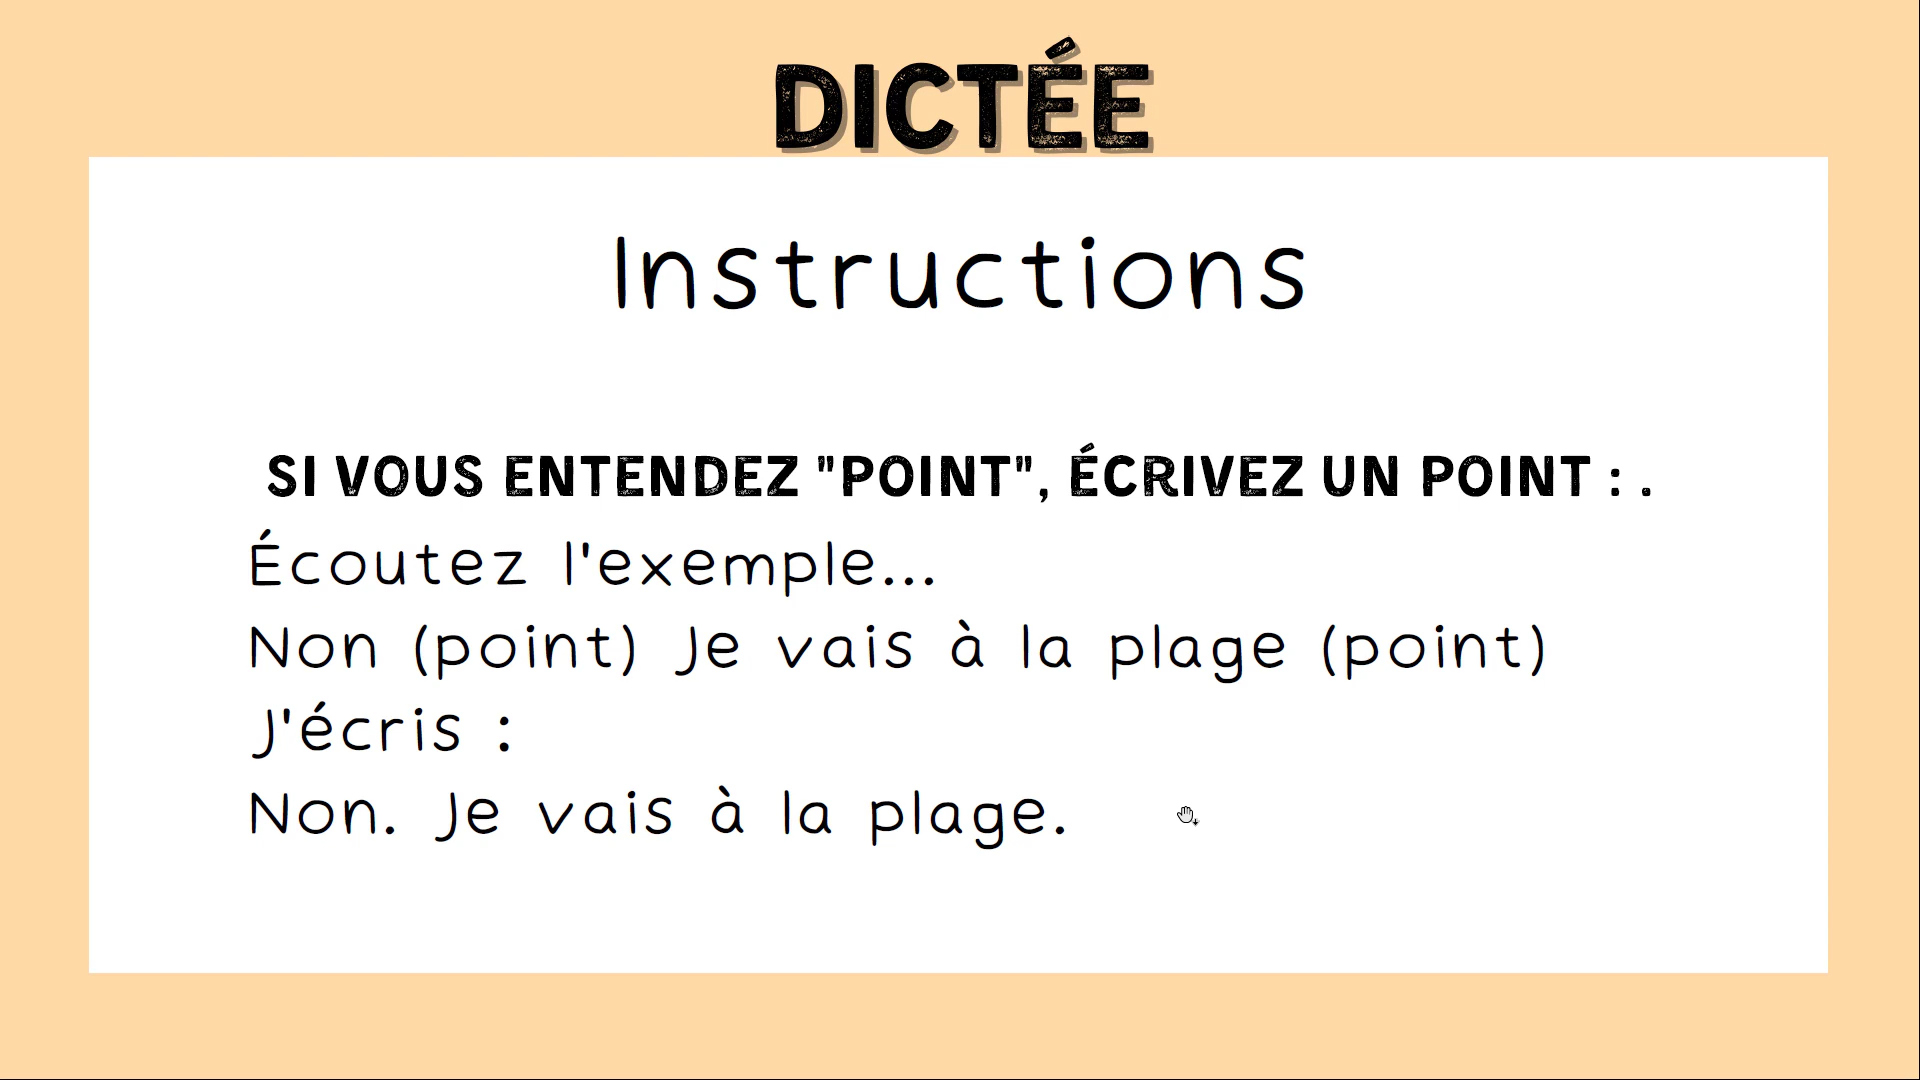 DICTÉE
Instructions
SI VOUS ENTENDEZ "POINT", ÉCRIVEZ UN POINT : .
Écoutez l'exemple...
Non (point) Je vais à la plage (point)
J'écris :
Non. Je vais à la plage.